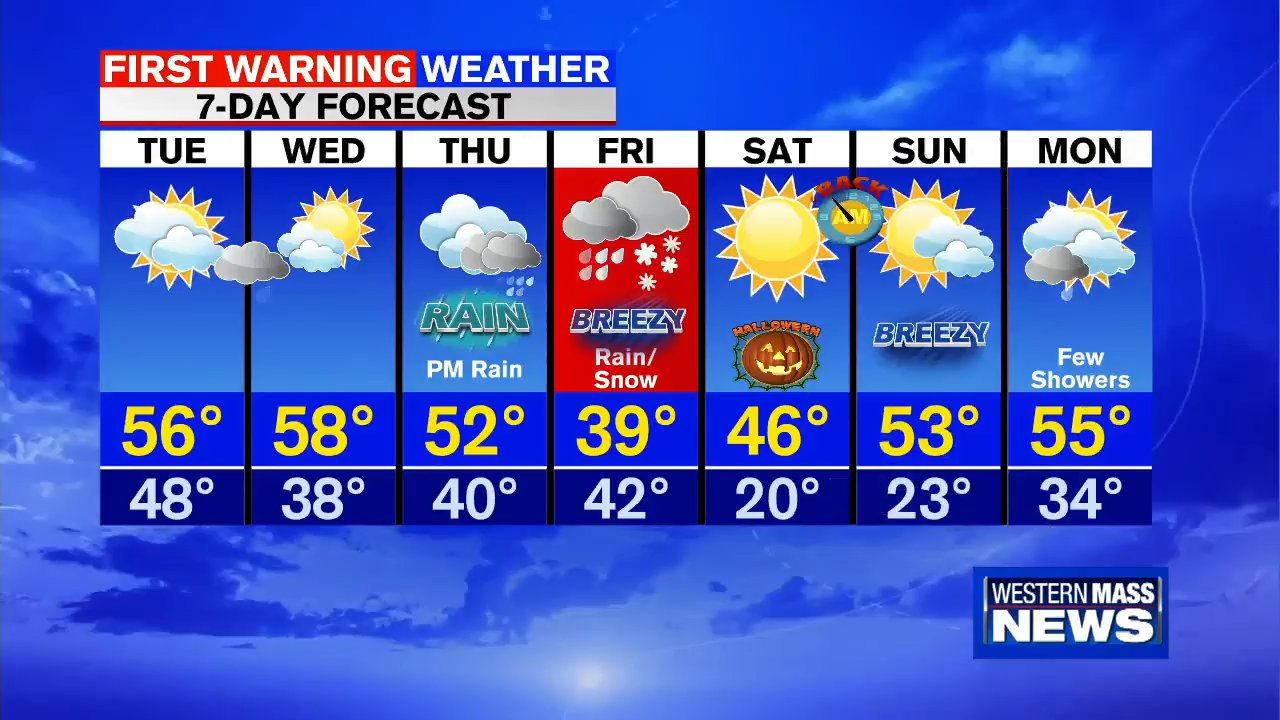 FIRST WARNING WEATHER
7-DAY FORECAST
TUE WED THU FRI SAT SUN MON
BACK
AM
RAIN BREEZY HALLOWEEN BREEZY
PM Rain
Rain/
Snow
Few
Showers
56° 58° 52° 39° 46° 53° 55°
48° 38° 40° 42° 20° 23° 34°
WESTERN MASS
NEWS